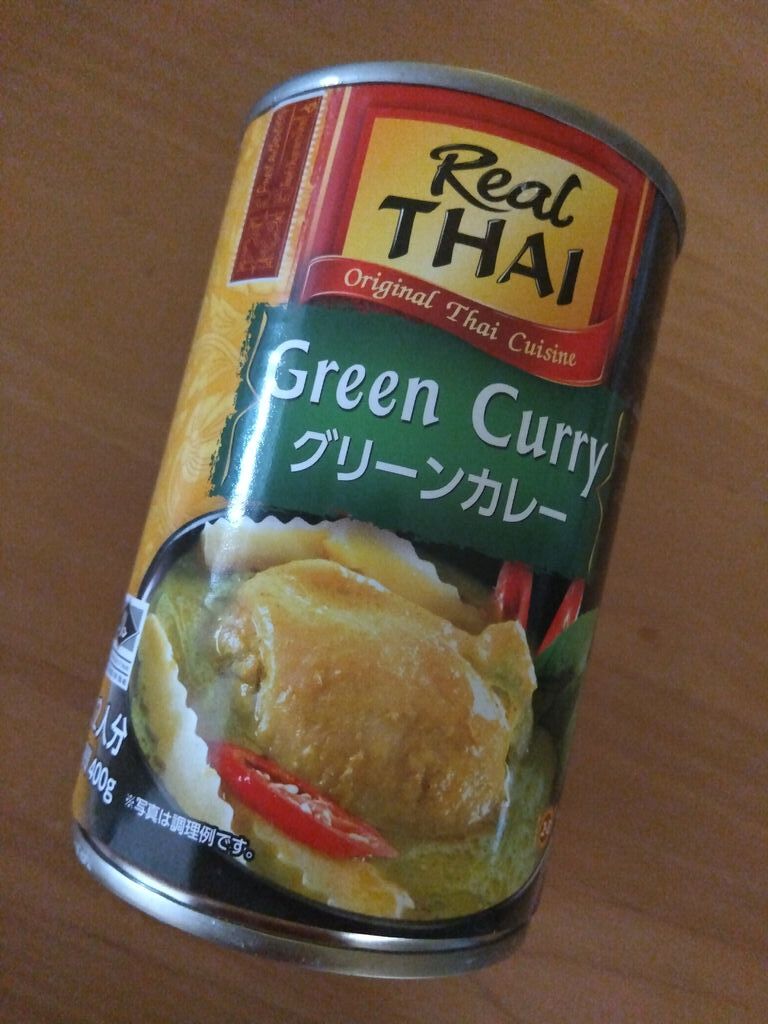 Real
THAI
Original Thai Cuisine
Green Curry
グリーンカレー
2人分
400g
※写真は調理例です。